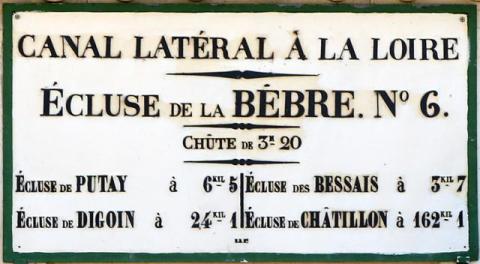 CANAL LATÉRAL À LA LOIRE
ÉCLUSE DE LA BÈBRE. Nº 6.
CHÛTE DE 3M 20
ÉCLUSE DE PUTAY à 6KIL 5 ÉCLUSE DES BESSAIS à 3KIL 7
ÉCLUSE DE DIGOIN à 24KIL 1 ÉCLUSE DE CHÂTILLON à 162KIL 1